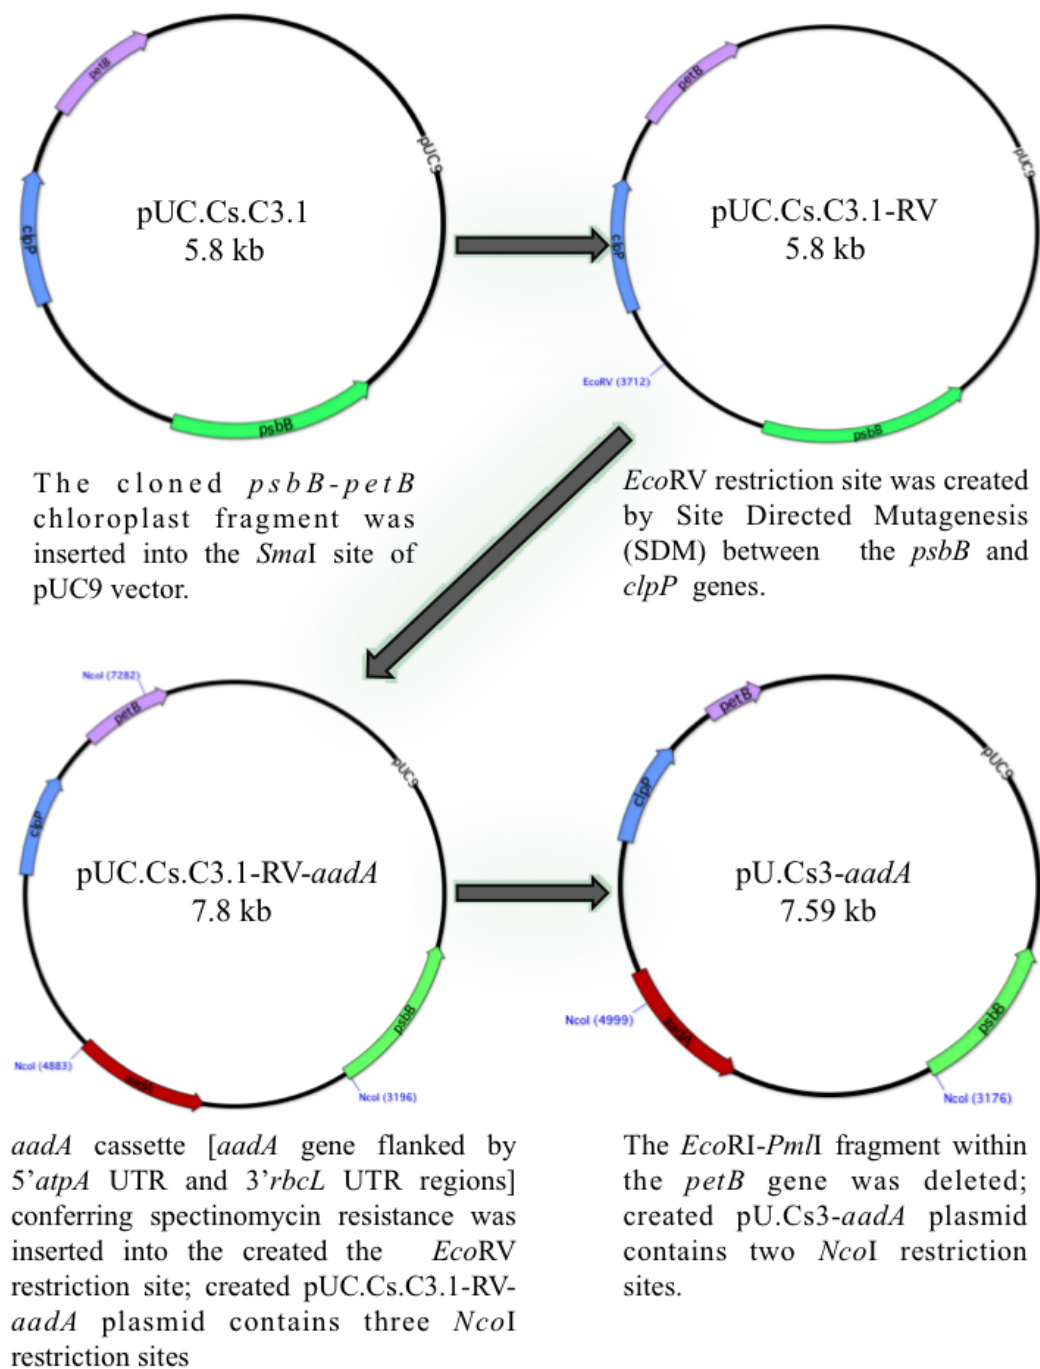 petB
pUC9
clpP
psbB
pUC.Cs.C3.1
5.8 kb
petB
pUC9
clpP
psbB
EcoRV (3712)
pUC.Cs.C3.1-RV
5.8 kb
The cloned psbB-petB
chloroplast fragment was
inserted into the SmaI site of
pUC9 vector.
EcoRV restriction site was created
by Site Directed Mutagenesis
(SDM) between the psbB and
clpP genes.
NcoI (7282)
petB
pUC9
clpP
pUC.Cs.C3.1-RV-aadA
7.8 kb
psbB
NcoI (4883)
aadA
NcoI (3196)
petB
pUC9
clpP
pU.Cs3-aadA
7.59 kb
psbB
NcoI (4999)
aadA
NcoI (3176)
aadA cassette [aadA gene flanked by
5’atpA UTR and 3’rbcL UTR regions]
conferring spectinomycin resistance was
inserted into the created the EcoRV
restriction site; created pUC.Cs.C3.1-RV-
aadA plasmid contains three NcoI
restriction sites
The EcoRI-PmlI fragment within
the petB gene was deleted;
created pU.Cs3-aadA plasmid
contains two NcoI restriction
sites.